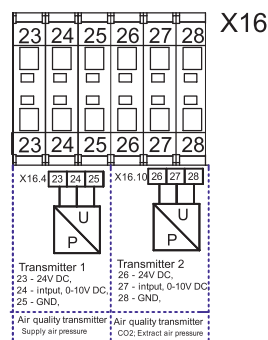 X16
23 24 25 26 27 28
23 24 25 26 27 28
X16.4 23 24 25
X16.10 26 27 28
U
P
U
P
Transmitter 1
23 - 24V DC,
24 - intput, 0-10V DC,
25 - GND,
Transmitter 2
26 - 24V DC,
27 - intput, 0-10V DC,
28 - GND,
Air quality transmitter
Supply air pressure
Air quality transmitter
CO2; Extract air pressure